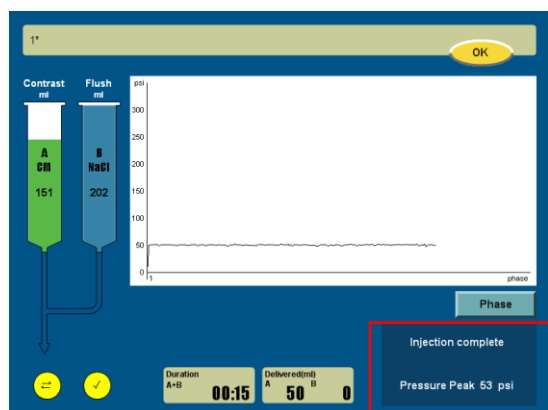 1*
OK
Contrast
ml
Flush
ml
psi
300
250
200
150
100
50
0
1
phase
A
CM
151
B
NaCl
202
Phase
Injection complete
Pressure Peak 53 psi
Duration
A+B
00:15
Delivered(ml)
A 50 B 0